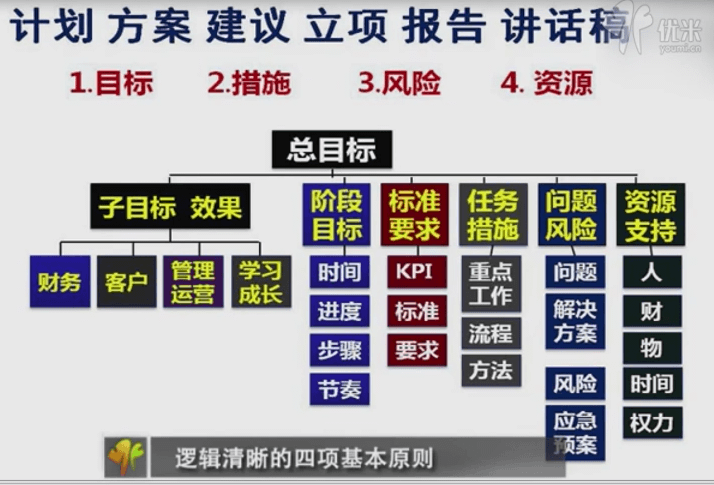 计划 方案 建议 立项 报告 讲话稿
优米
youmi.cn
1.目标 2.措施 3.风险 4. 资源
总目标
子目标 效果
阶段
目标
标准
要求
任务
措施
问题
风险
资源
支持
财务
客户
管理
运营
学习
成长
时间
进度
步骤
节奏
KPI
标准
要求
重点
工作
流程
方法
问题
解决
方案
风险
应急
预案
人
财
物
时间
权力
逻辑清晰的四项基本原则